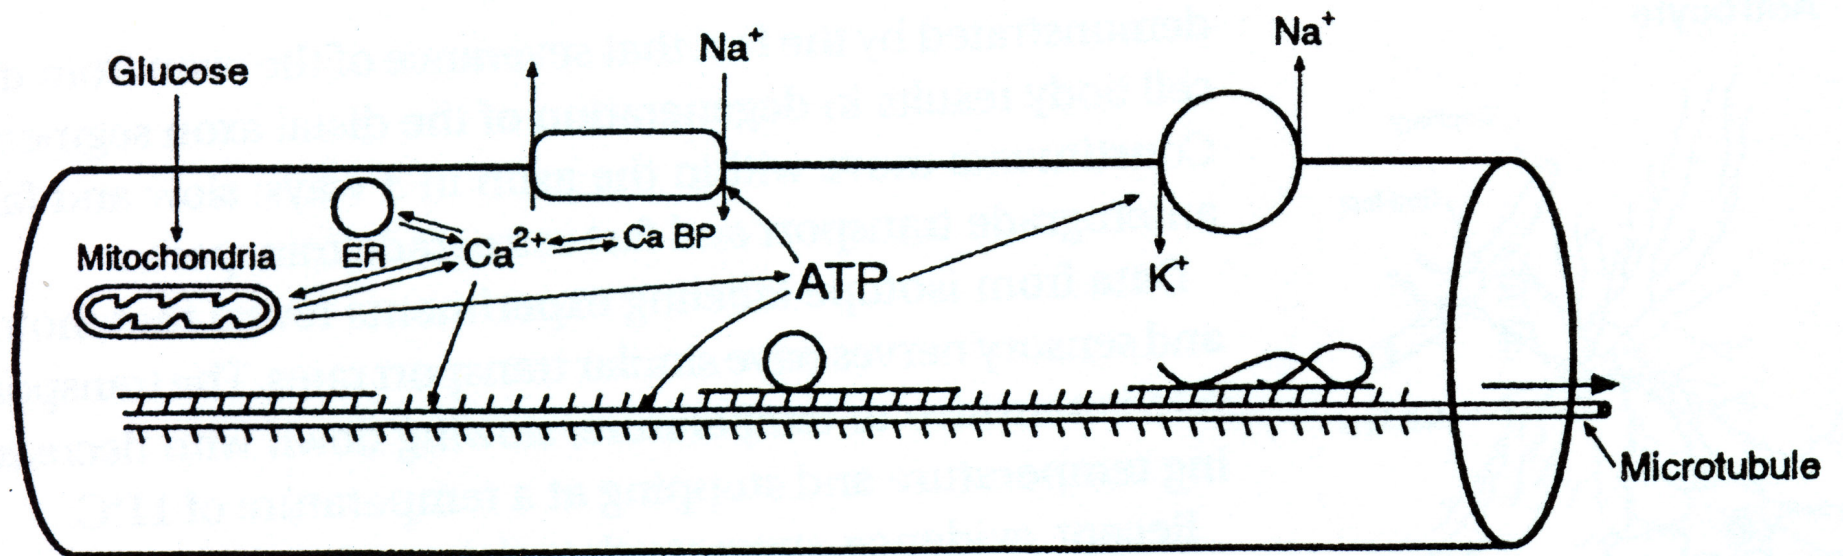 Na⁺
Na⁺
Glucose
Mitochondria
ER
Ca²⁺
Ca BP
ATP
K⁺
Microtubule